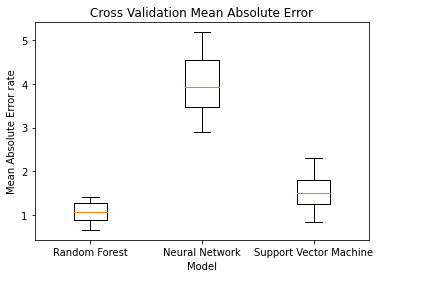 Cross Validation Mean Absolute Error
5
4
3
2
1
Mean Absolute Error rate
Random Forest Neural Network Support Vector Machine
Model